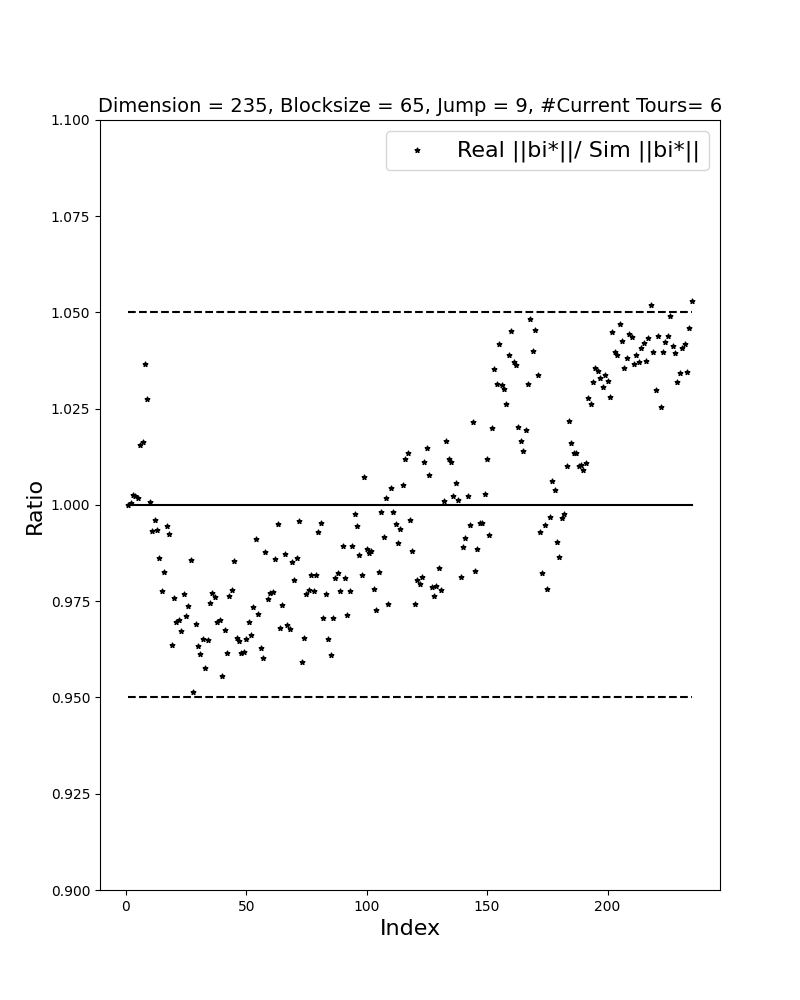 Dimension = 235, Blocksize = 65, Jump = 9, #Current Tours= 6
1.100
Real ||bi*||/ Sim ||bi*||
1.075
1.050
1.025
1.000
0.975
0.950
0.925
0.900
Ratio
0 50 100 150 200
Index